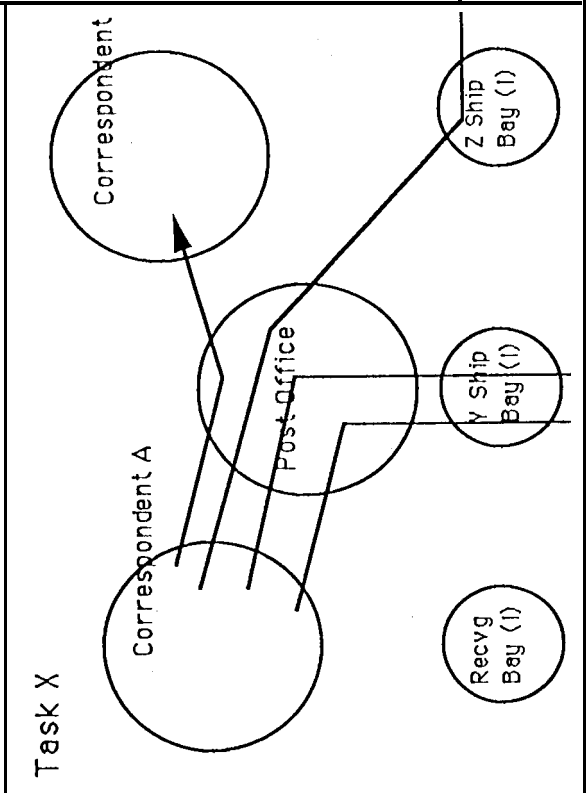 Task X
Correspondent A
Correspondent
Post Office
Recvg
Bay (1)
Y Ship
Bay (1)
Z Ship
Bay (1)